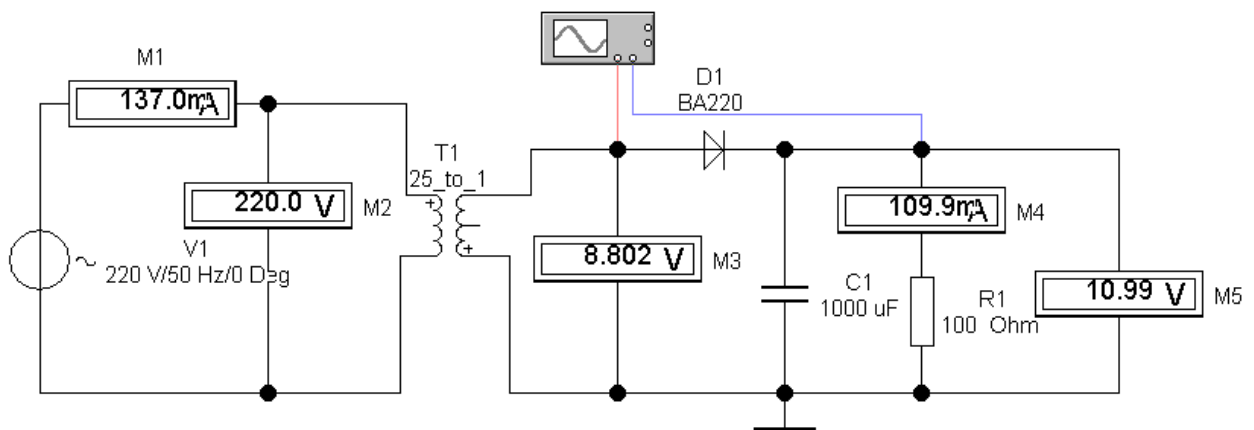 M1
137.0mA
D1
BA220
T1
25_to_1
220.0 V
M2
109.9mA
M4
V1
220 V/50 Hz/0 Deg
8.802 V
M3
C1
1000 uF
R1
100 Ohm
10.99 V
M5